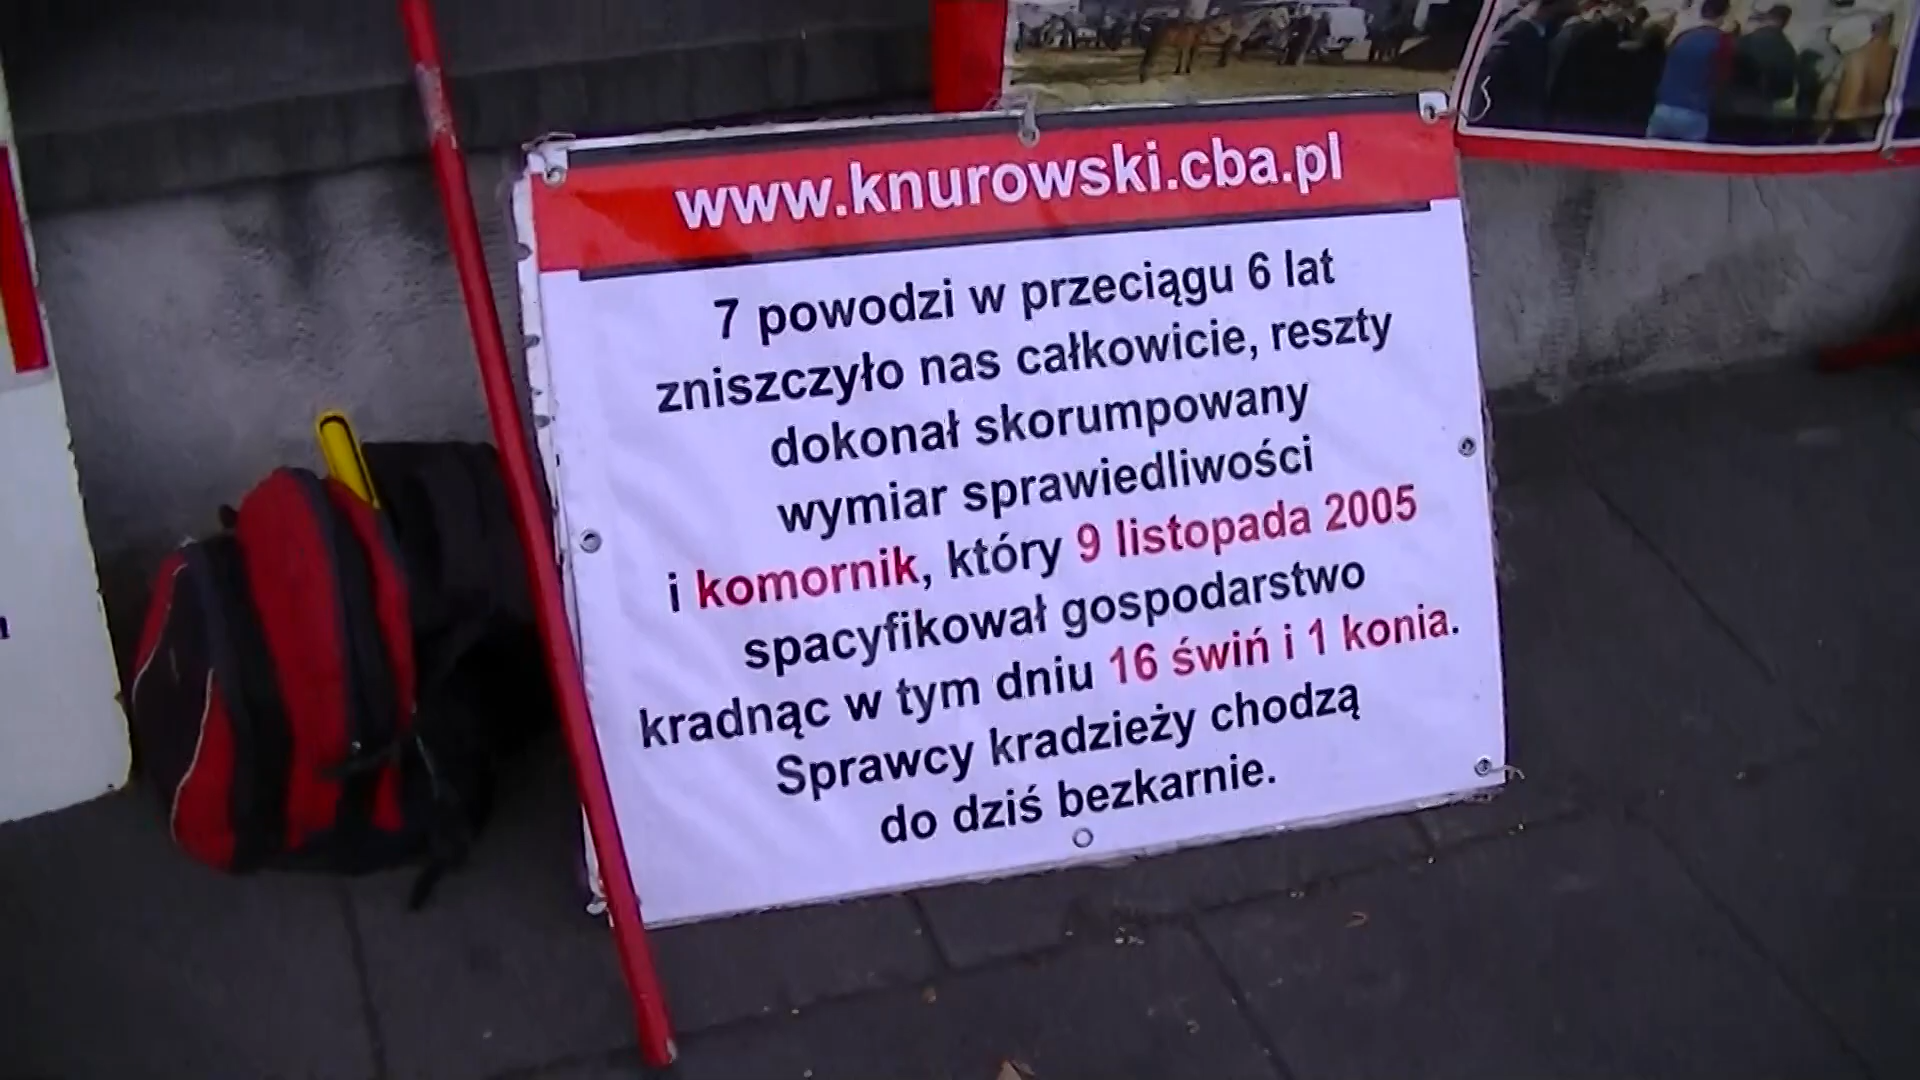 www.knurowski.cba.pl
7 powodzi w przeciągu 6 lat
zniszczyło nas całkowicie, reszty
dokonał skorumpowany
wymiar sprawiedliwości
i komornik, który 9 listopada 2005
spacyfikował gospodarstwo
kradnąc w tym dniu 16 świń i 1 konia.
Sprawcy kradzieży chodzą
do dziś bezkarnie.